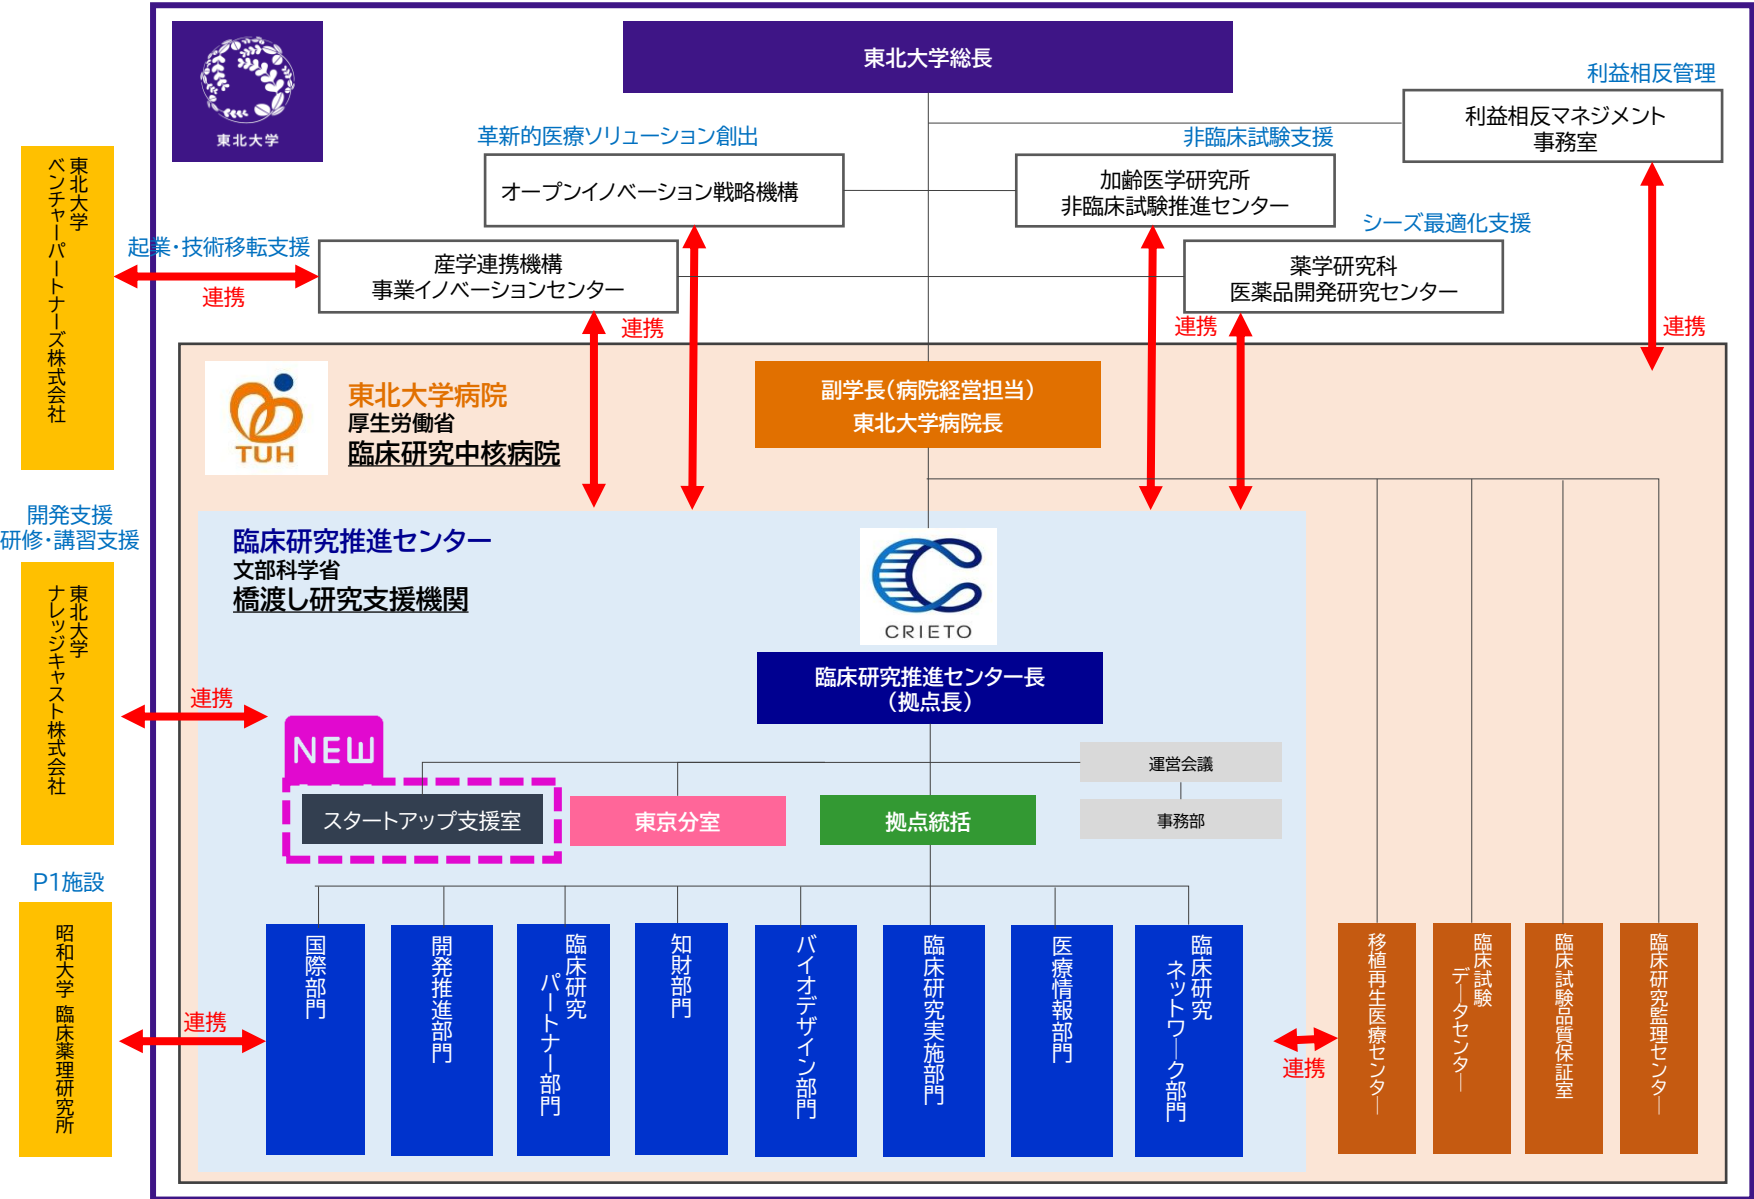 東北大学
東北大学総長
利益相反管理
利益相反マネジメント
事務室
革新的医療ソリューション創出
オープンイノベーション戦略機構
非臨床試験支援
加齢医学研究所
非臨床試験推進センター
シーズ最適化支援
薬学研究科
医薬品開発研究センター
起業・技術移転支援
産学連携機構
事業イノベーションセンター
連携
連携
連携
連携
東北大学
ベンチャーパートナーズ株式会社
TUH
東北大学病院
厚生労働省
臨床研究中核病院
副学長(病院経営担当)
東北大学病院長
開発支援
研修・講習支援
東北大学
ナレッジキャスト株式会社
連携
臨床研究推進センター
文部科学省
橋渡し研究支援機関
CRIETO
臨床研究推進センター長
(拠点長)
NEW
スタートアップ支援室
東京分室
拠点統括
運営会議
事務部
P1施設
昭和大学 臨床薬理研究所
連携
国際部門
開発推進部門
臨床研究
パートナー部門
知財部門
バイオデザイン部門
臨床研究実施部門
医療情報部門
臨床研究
ネットワーク部門
連携
移植再生医療センター
臨床試験
データセンター
臨床試験品質保証室
臨床研究監理センター